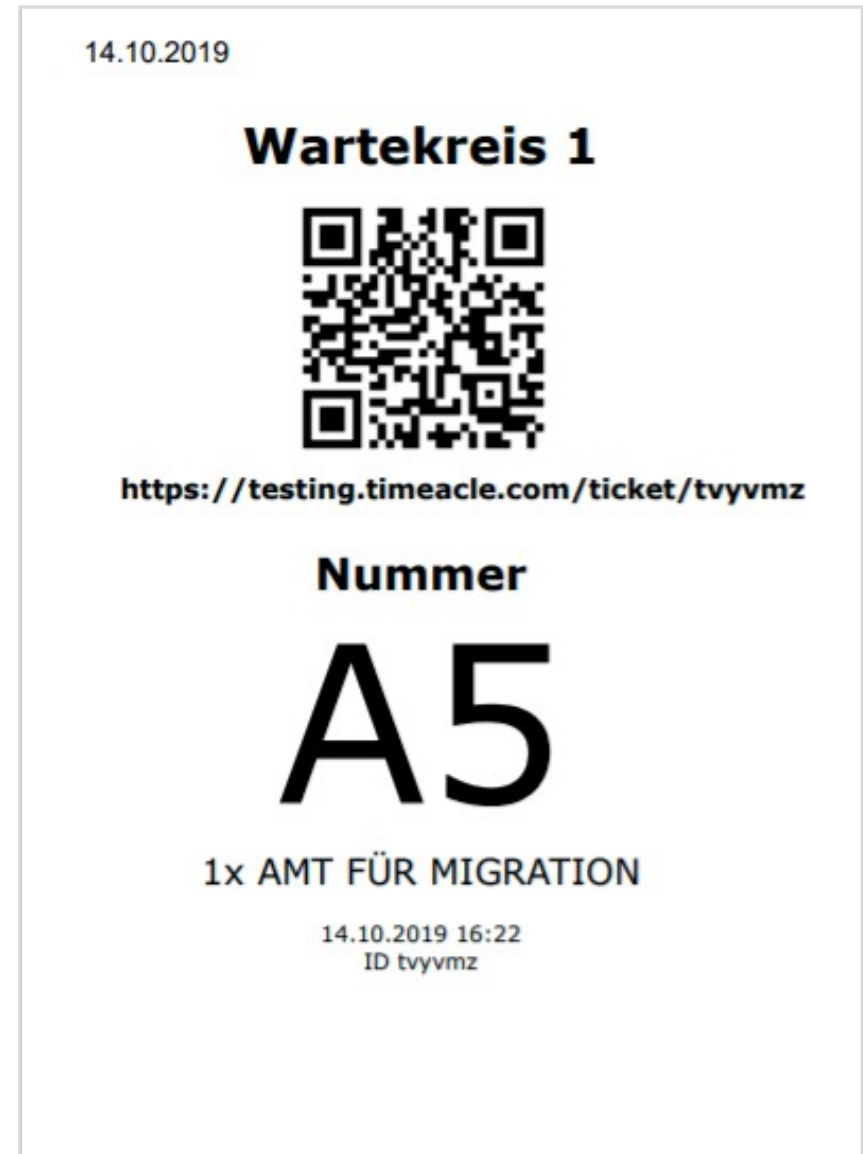 14.10.2019
Wartekreis 1
https://testing.timeacle.com/ticket/tvyvmz
Nummer
A5
1x AMT FÜR MIGRATION
14.10.2019 16:22
ID tvyvmz